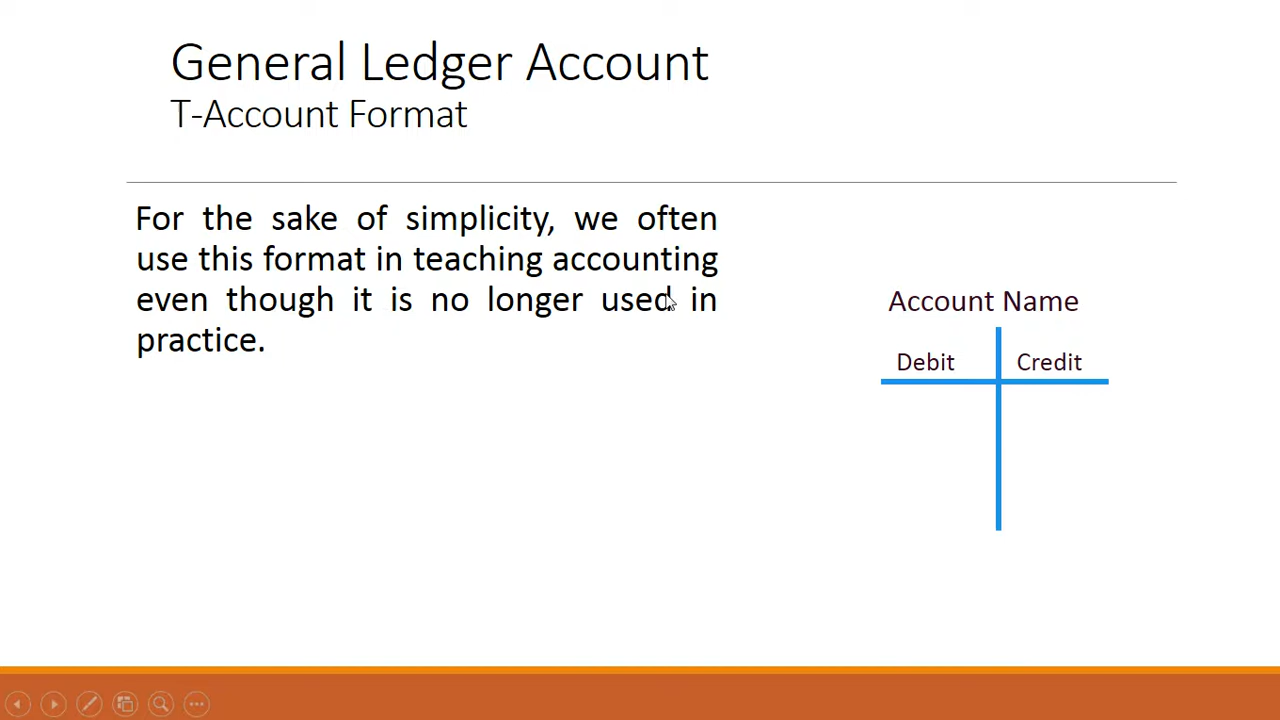 General Ledger Account
T-Account Format
For the sake of simplicity, we often
use this format in teaching accounting
even though it is no longer used in
practice.
Account Name
Debit Credit